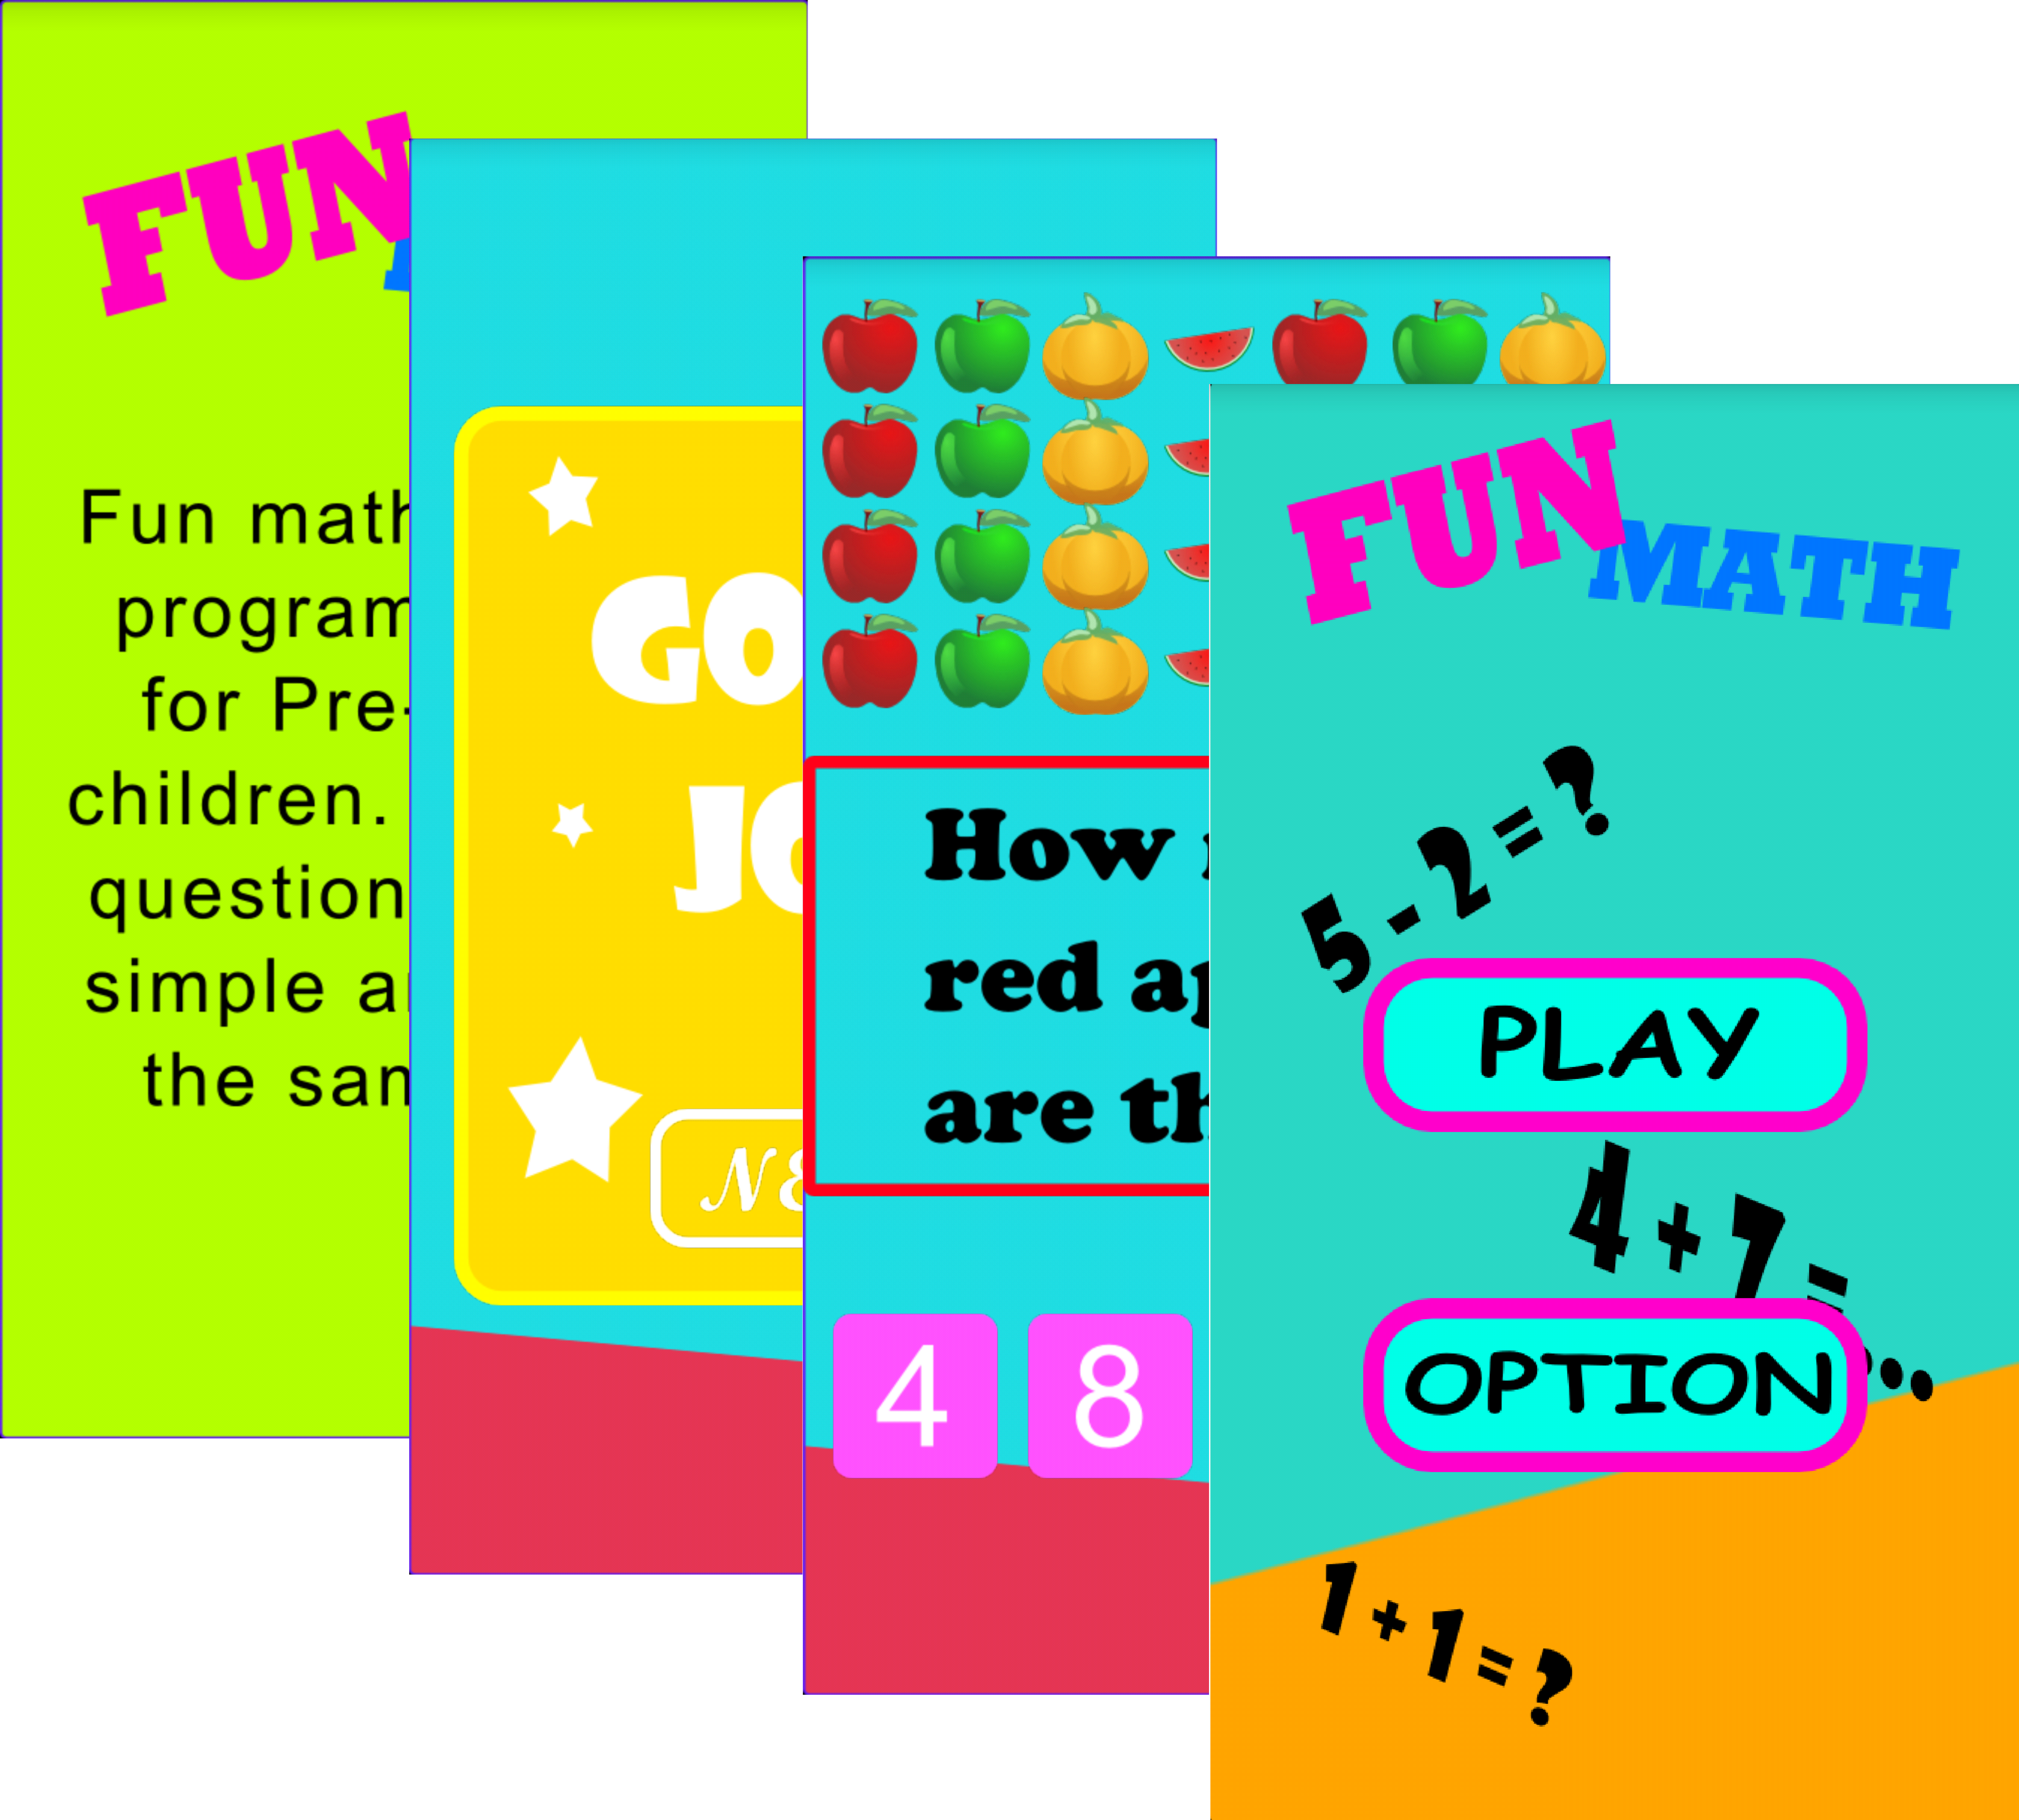 FUN
Fun math
program
for Pre-
children.
question
simple a
the san
GO
JO
How
red ap
are th
4 8
FUN MATH
5 - 2 = ?
PLAY
4 + 7 =
OPTION
1 + 1 = ?